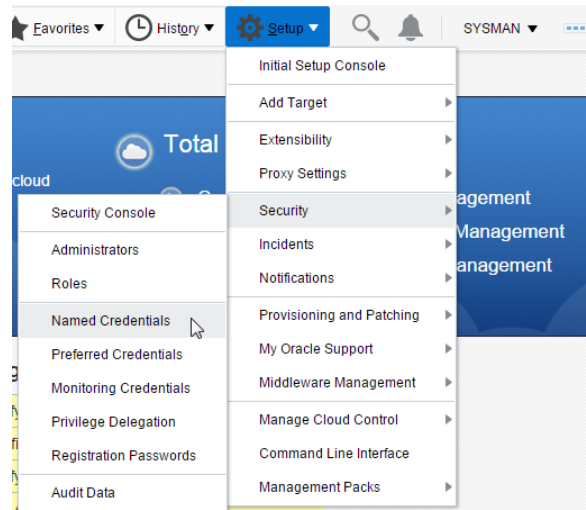 Favorites ▼
History ▼
Setup ▼
SYSMAN ▼
Initial Setup Console
Add Target
Total
Extensibility
cloud
Proxy Settings
agement
Security Console
Security
Management
Administrators
Incidents
anagement
Roles
Notifications
Named Credentials
Provisioning and Patching
Preferred Credentials
My Oracle Support
Monitoring Credentials
Middleware Management
Privilege Delegation
Manage Cloud Control
Registration Passwords
Command Line Interface
Audit Data
Management Packs